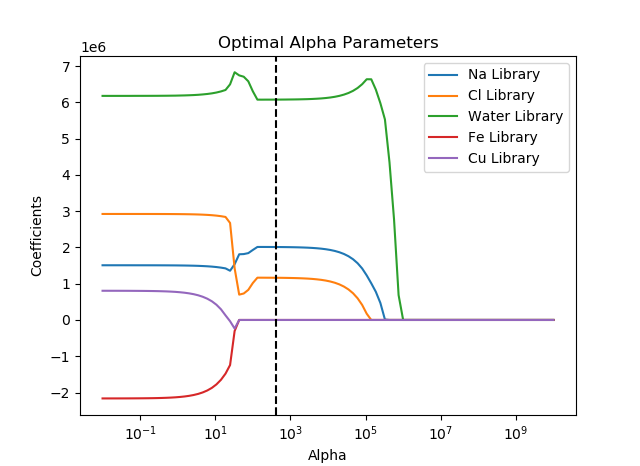 Optimal Alpha Parameters
1e6
7
6
5
4
3
2
1
0
−1
−2
Coefficients
Na Library
Cl Library
Water Library
Fe Library
Cu Library
10⁻¹ 10¹ 10³ 10⁵ 10⁷ 10⁹
Alpha